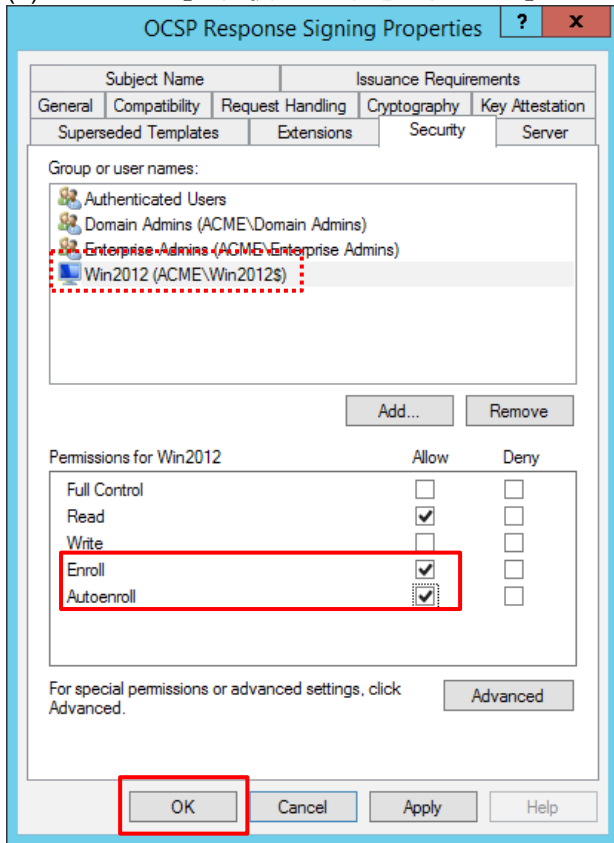 OCSP Response Signing Properties ? x
Subject Name Issuance Requirements
General Compatibility Request Handling Cryptography Key Attestation
Superseded Templates Extensions Security Server
Group or user names:
Authenticated Users
Domain Admins (ACME\Domain Admins)
Enterprise Admins (ACME\Enterprise Admins)
Win2012 (ACME\Win2012$)
Add... Remove
Permissions for Win2012 Allow Deny
Full Control
Read
Write
Enroll
Autoenroll
For special permissions or advanced settings, click
Advanced.
Advanced
OK Cancel Apply Help